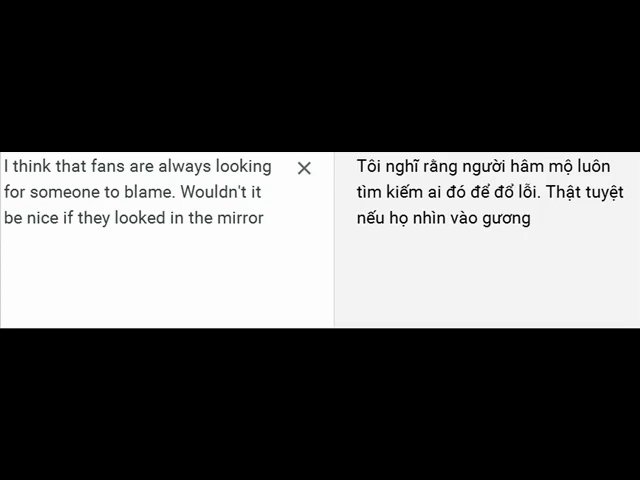 I think that fans are always looking
for someone to blame. Wouldn't it
be nice if they looked in the mirror
Tôi nghĩ rằng người hâm mộ luôn
tìm kiếm ai đó để đổ lỗi. Thật tuyệt
nếu họ nhìn vào gương